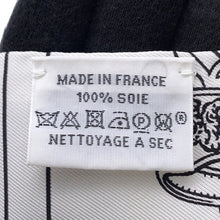 MADE IN FRANCE
100% SOIE
®
NETTOYAGE A SEC